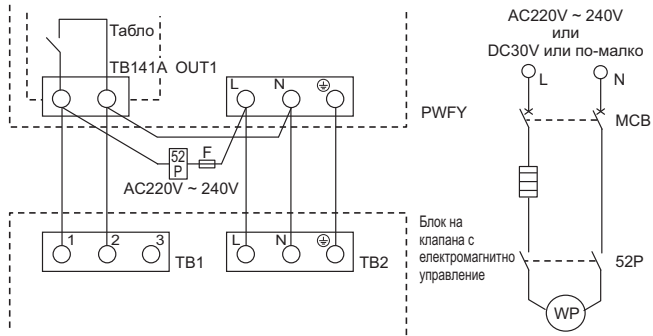 Табло
TB141A OUT1
L N
52
P
F
AC220V ~ 240V
PWFY
1 2 3
TB1
L N
TB2
Блок на
клапана с
електромагнитно
управление
AC220V ~ 240V
или
DC30V или по-малко
L N
MCB
52P
WP